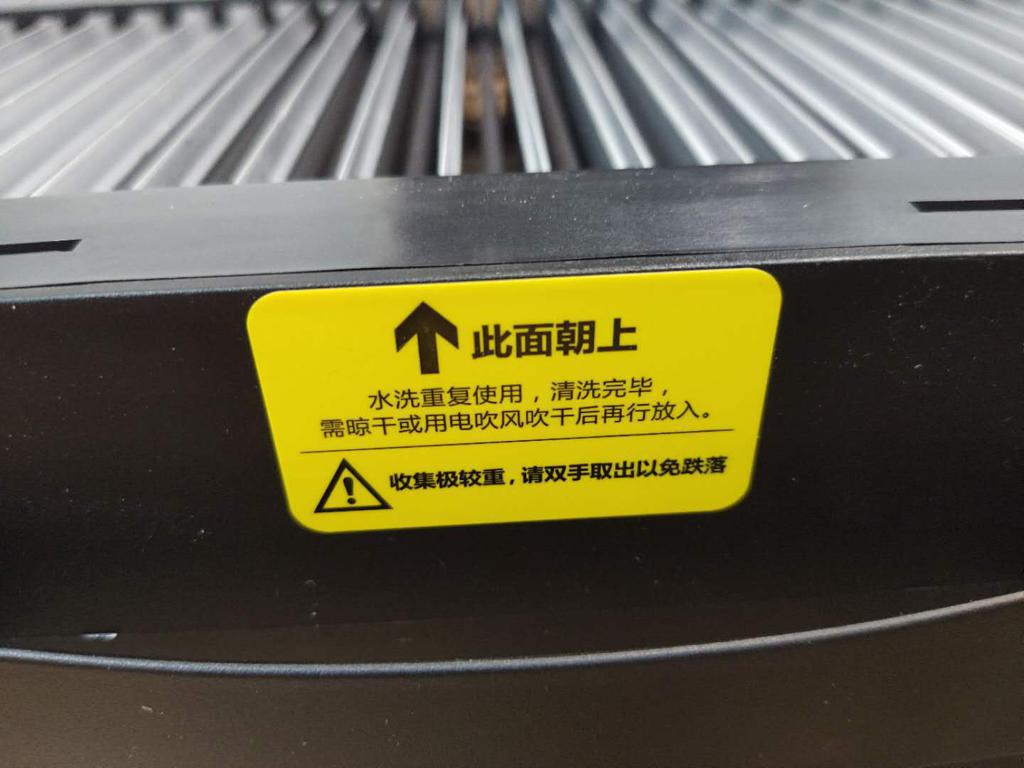 此面朝上
水洗重复使用，清洗完毕，
需晾干或用电吹风吹干后再行放入。
收集极较重，请双手取出以免跌落